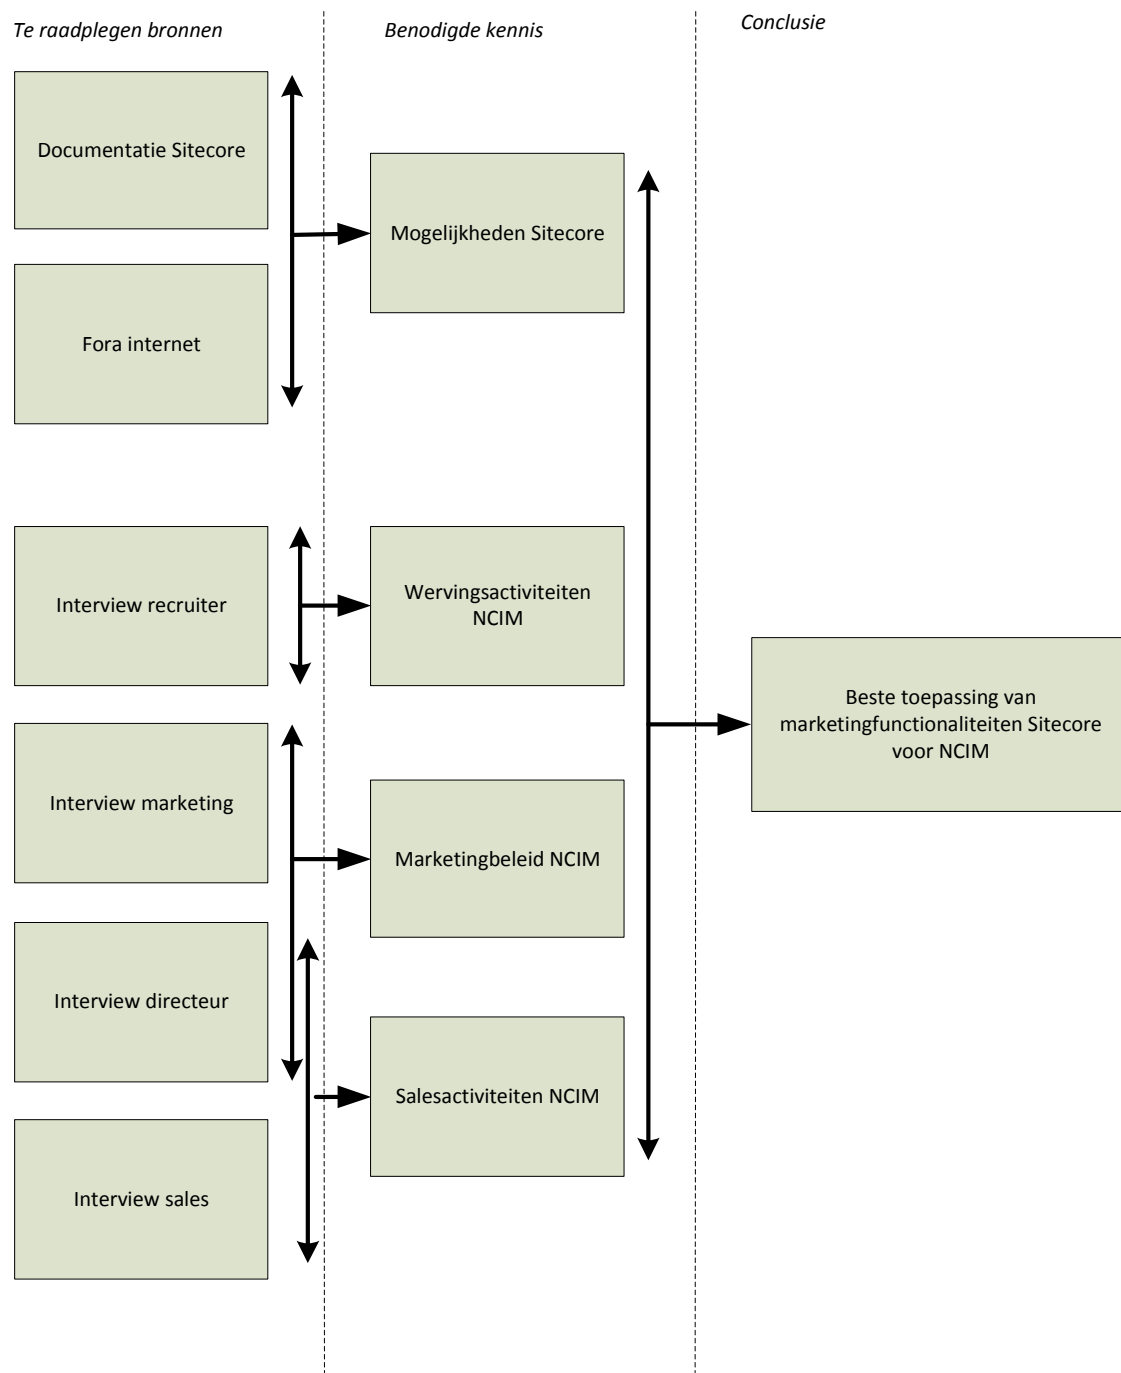 Te raadplegen bronnen
Benodigde kennis
Conclusie
Documentatie Sitecore
Fora internet
Mogelijkheden Sitecore
Interview recruiter
Wervingsactiviteiten
NCIM
Interview marketing
Marketingbeleid NCIM
Interview directeur
Salesactiviteiten NCIM
Interview sales
Beste toepassing van
marketingfunctionaliteiten Sitecore
voor NCIM